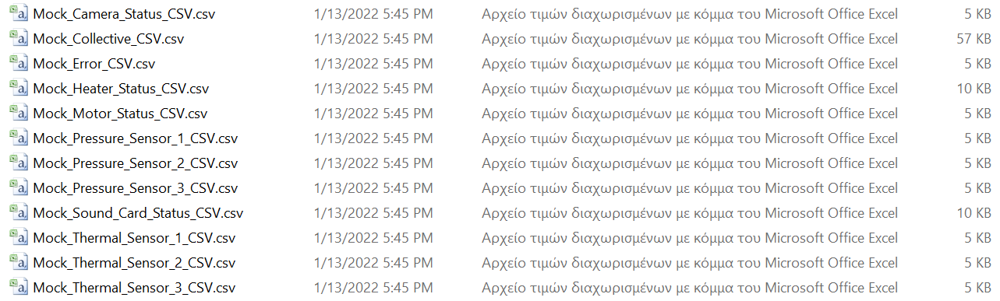 Mock_Camera_Status_CSV.csv 1/13/2022 5:45 PM Αρχείο τιμών διαχωρισμένων με κόμμα του Microsoft Office Excel 5 KB
Mock_Collective_CSV.csv 1/13/2022 5:45 PM Αρχείο τιμών διαχωρισμένων με κόμμα του Microsoft Office Excel 57 KB
Mock_Error_CSV.csv 1/13/2022 5:45 PM Αρχείο τιμών διαχωρισμένων με κόμμα του Microsoft Office Excel 5 KB
Mock_Heater_Status_CSV.csv 1/13/2022 5:45 PM Αρχείο τιμών διαχωρισμένων με κόμμα του Microsoft Office Excel 10 KB
Mock_Motor_Status_CSV.csv 1/13/2022 5:45 PM Αρχείο τιμών διαχωρισμένων με κόμμα του Microsoft Office Excel 5 KB
Mock_Pressure_Sensor_1_CSV.csv 1/13/2022 5:45 PM Αρχείο τιμών διαχωρισμένων με κόμμα του Microsoft Office Excel 5 KB
Mock_Pressure_Sensor_2_CSV.csv 1/13/2022 5:45 PM Αρχείο τιμών διαχωρισμένων με κόμμα του Microsoft Office Excel 5 KB
Mock_Pressure_Sensor_3_CSV.csv 1/13/2022 5:45 PM Αρχείο τιμών διαχωρισμένων με κόμμα του Microsoft Office Excel 5 KB
Mock_Sound_Card_Status_CSV.csv 1/13/2022 5:45 PM Αρχείο τιμών διαχωρισμένων με κόμμα του Microsoft Office Excel 10 KB
Mock_Thermal_Sensor_1_CSV.csv 1/13/2022 5:45 PM Αρχείο τιμών διαχωρισμένων με κόμμα του Microsoft Office Excel 5 KB
Mock_Thermal_Sensor_2_CSV.csv 1/13/2022 5:45 PM Αρχείο τιμών διαχωρισμένων με κόμμα του Microsoft Office Excel 5 KB
Mock_Thermal_Sensor_3_CSV.csv 1/13/2022 5:45 PM Αρχείο τιμών διαχωρισμένων με κόμμα του Microsoft Office Excel 5 KB